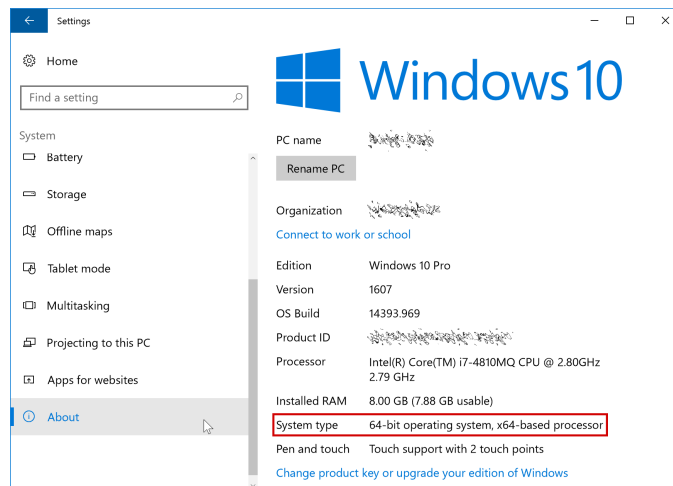 Settings
Home
Find a setting
System
Battery
Storage
Offline maps
Tablet mode
Multitasking
Projecting to this PC
Apps for websites
About
Windows 10
PC name
Rename PC
Organization
Connect to work or school
Edition Windows 10 Pro
Version 1607
OS Build 14393.969
Product ID
Processor Intel(R) Core(TM) i7-4810MQ CPU @ 2.80GHz
2.79 GHz
Installed RAM 8.00 GB (7.88 GB usable)
System type 64-bit operating system, x64-based processor
Pen and touch Touch support with 2 touch points
Change product key or upgrade your edition of Windows